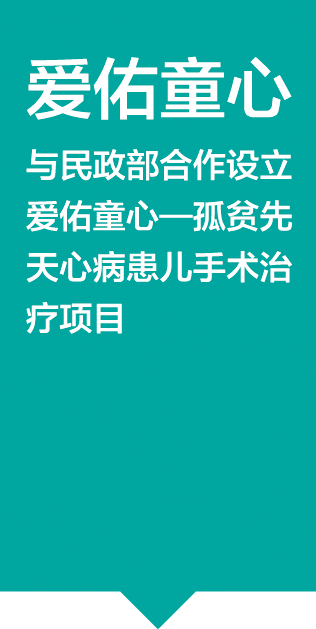 爱佑童心
与民政部合作设立
爱佑童心—孤贫先
天心病患儿手术治
疗项目